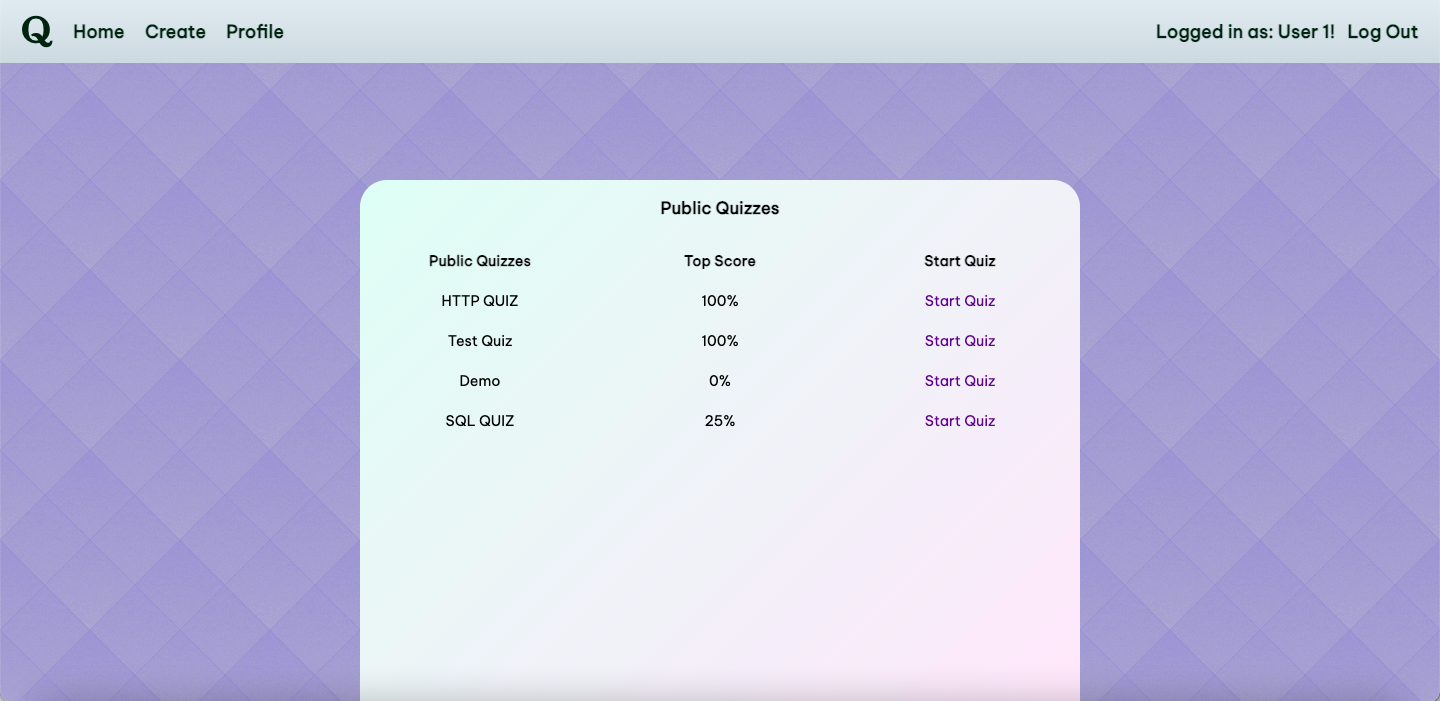 Q Home Create Profile Logged in as: User 1! Log Out
Public Quizzes
Public Quizzes Top Score Start Quiz
HTTP QUIZ 100% Start Quiz
Test Quiz 100% Start Quiz
Demo 0% Start Quiz
SQL QUIZ 25% Start Quiz